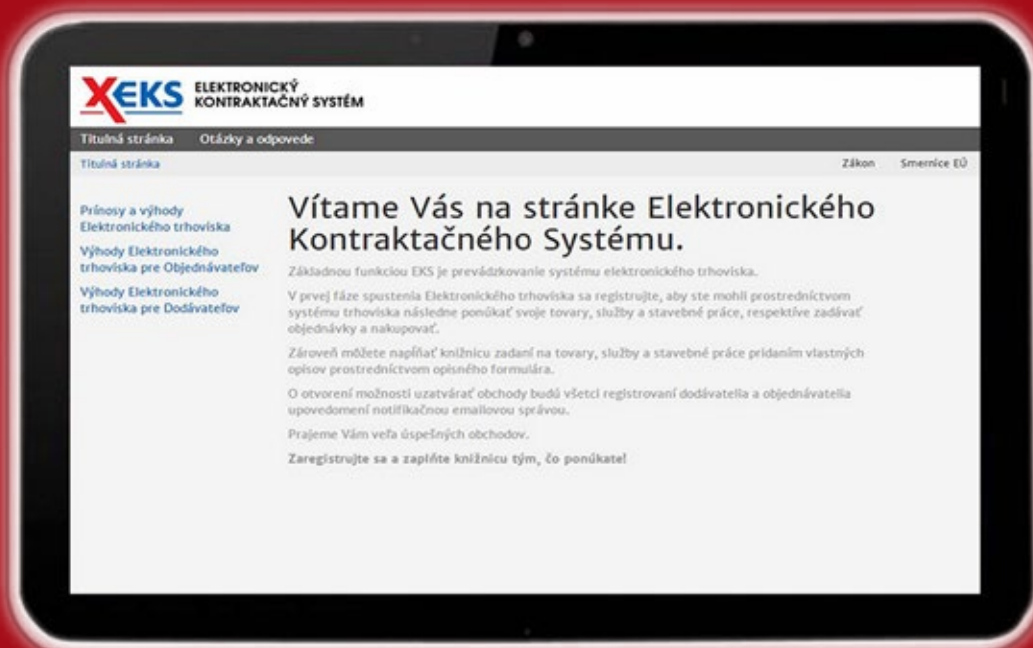 XEKS ELEKTRONICKÝ
KONTRAKTAČNÝ SYSTÉM
Titulná stránka Otázky a odpovede
Titulná stránka Zákon Smernice EÚ
Prínosy a výhody
Elektronického trhoviska
Výhody Elektronického
trhoviska pre Objednávateľov
Výhody Elektronického
trhoviska pre Dodávateľov
Vítame Vás na stránke Elektronického
Kontraktačného Systému.
Základnou funkciou EKS je prevádzkovanie systému elektronického trhoviska.
V prvej fáze spustenia Elektronického trhoviska sa registrujte, aby ste mohli prostredníctvom
systému trhoviska následne ponúkať svoje tovary, služby a stavebné práce, respektíve zadávať
objednávky a nakupovať.
Zároveň môžete napĺňať knižnicu zadaní na tovary, služby a stavebné práce pridaním vlastných
opisov prostredníctvom opisného formulára.
O otvorení možnosti uzatvárať obchody budú všetci registrovaní dodávatelia a objednávatelia
upovedomení notifikačnou emailovou správou.
Prajeme Vám veľa úspešných obchodov.
Zaregistrujte sa a zaplňte knižnicu tým, čo ponúkate!